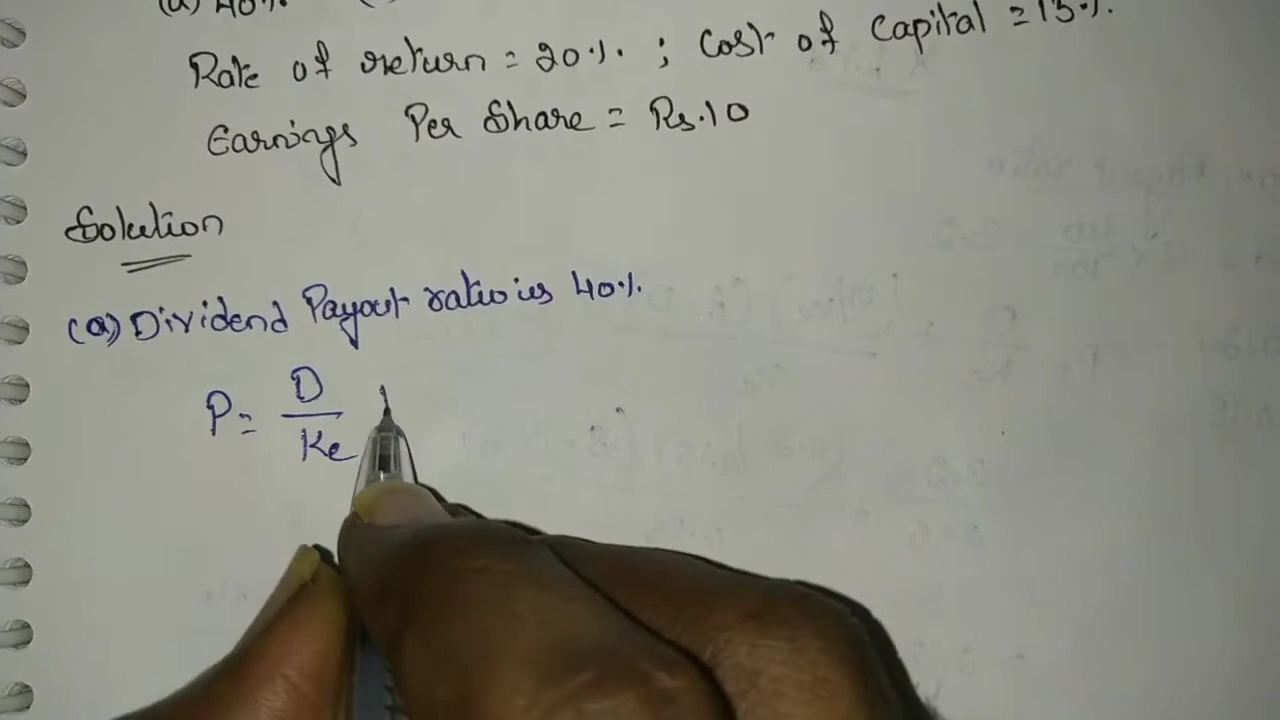 (a) 40%
Rate of return = 20%. ; Cost of Capital = 15%.
Earnings Per Share = Rs.10
Solution
(a) Dividend Payout ratio is 40%.
P = D / Ke +